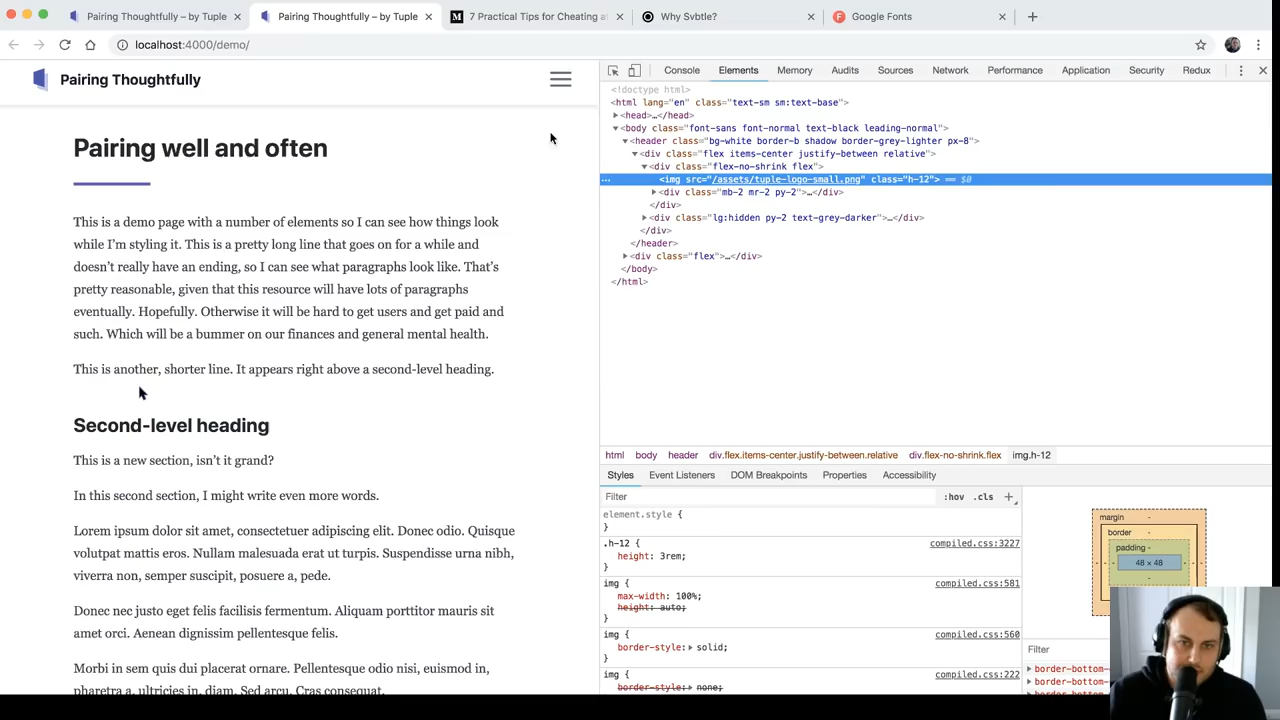 Pairing Thoughtfully – by Tuple
Pairing Thoughtfully – by Tuple
7 Practical Tips for Cheating at
Why Svbtle?
Google Fonts
localhost:4000/demo/
Pairing Thoughtfully
Pairing well and often
This is a demo page with a number of elements so I can see how things look
while I’m styling it. This is a pretty long line that goes on for a while and
doesn’t really have an ending, so I can see what paragraphs look like. That’s
pretty reasonable, given that this resource will have lots of paragraphs
eventually. Hopefully. Otherwise it will be hard to get users and get paid and
such. Which will be a bummer on our finances and general mental health.
This is another, shorter line. It appears right above a second-level heading.
Second-level heading
This is a new section, isn’t it grand?
In this second section, I might write even more words.
Lorem ipsum dolor sit amet, consectetuer adipiscing elit. Donec odio. Quisque
volutpat mattis eros. Nullam malesuada erat ut turpis. Suspendisse urna nibh,
viverra non, semper suscipit, posuere a, pede.
Donec nec justo eget felis facilisis fermentum. Aliquam porttitor mauris sit
amet orci. Aenean dignissim pellentesque felis.
Morbi in sem quis dui placerat ornare. Pellentesque odio nisi, euismod in,
pharetra a, ultricies in, diam. Sed arcu. Cras consequat.
Console Elements Memory Audits Sources Network Performance Application Security Redux
<!doctype html>
<html lang="en" class="text-sm sm:text-base">
<head>…</head>
<body class="font-sans font-normal text-black leading-normal">
<header class="bg-white border-b shadow border-grey-lighter px-8">
<div class="flex items-center justify-between relative">
<div class="flex-no-shrink flex">
<img src="/assets/tuple-logo-small.png" class="h-12"> == $0
<div class="mb-2 mr-2 py-2">…</div>
</div>
<div class="lg:hidden py-2 text-grey-darker">…</div>
</div>
</header>
<div class="flex">…</div>
</body>
</html>
html body header div.flex.items-center.justify-between.relative div.flex-no-shrink.flex img.h-12
Styles Event Listeners DOM Breakpoints Properties Accessibility
Filter :hov .cls +
element.style {
}
.h-12 { compiled.css:3227
height: 3rem;
}
img { compiled.css:581
max-width: 100%;
height: auto;
}
img { compiled.css:560
border-style: solid;
}
img { compiled.css:222
border-style: none;
margin -
border -
padding -
48 × 48
-
Filter
border-bottom-
border-bottom-
border-bottom-